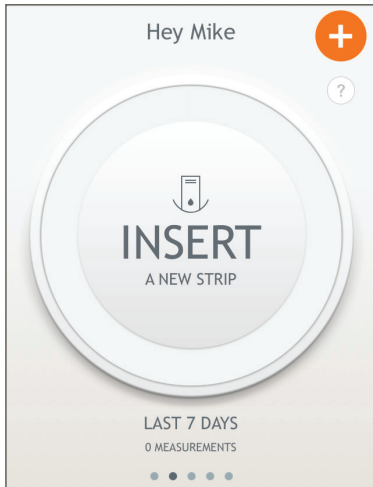 Hey Mike
+
?
INSERT
A NEW STRIP
LAST 7 DAYS
0 MEASUREMENTS